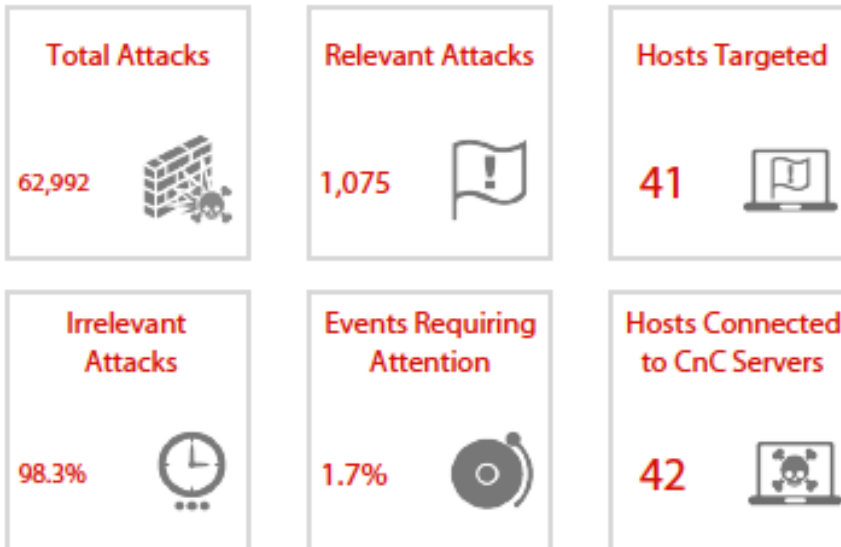 Total Attacks
62,992
Relevant Attacks
1,075
Hosts Targeted
41
Irrelevant
Attacks
98.3%
Events Requiring
Attention
1.7%
Hosts Connected
to CnC Servers
42